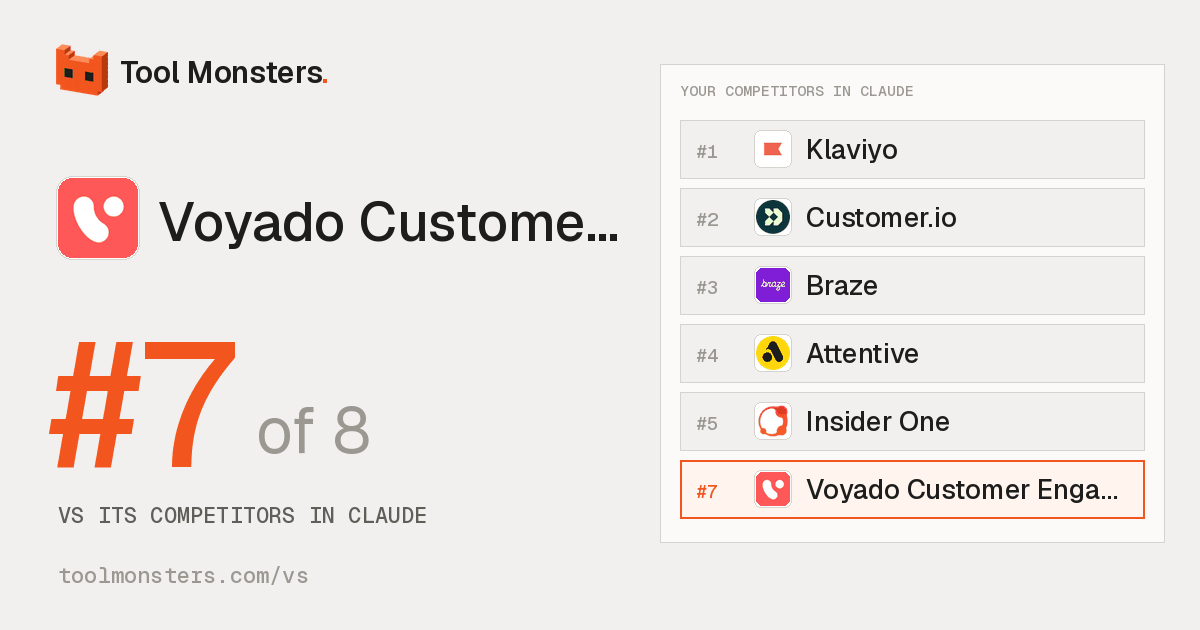 Tool Monsters.
Voyado Custome...
#7 of 8
VS ITS COMPETITORS IN CLAUDE
toolmonsters.com/vs
YOUR COMPETITORS IN CLAUDE
#1 Klaviyo
#2 Customer.io
#3 braze Braze
#4 Attentive
#5 Insider One
#7 Voyado Customer Enga...